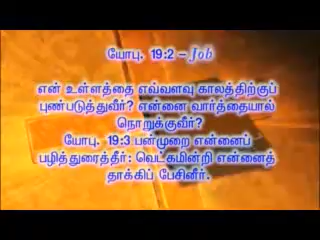 யோபு. 19:2 – Job
என் உள்ளத்தை எவ்வளவு காலத்திற்குப்
புண்படுத்துவீர்? என்னை வார்த்தையால்
நொறுக்குவீர்?
யோபு. 19:3 பன்முறை என்னைப்
பழித்துரைத்தீர்: வெட்கமின்றி என்னைத்
தாக்கிப் பேசினீர்.